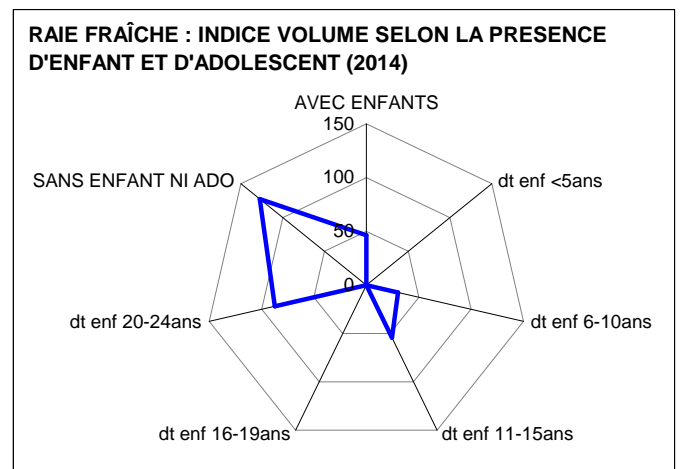 RAIE FRAÎCHE : INDICE VOLUME SELON LA PRESENCE
D'ENFANT ET D'ADOLESCENT (2014)
AVEC ENFANTS
150
100
50
0
dt enf <5ans
dt enf 6-10ans
dt enf 11-15ans
dt enf 16-19ans
dt enf 20-24ans
SANS ENFANT NI ADO